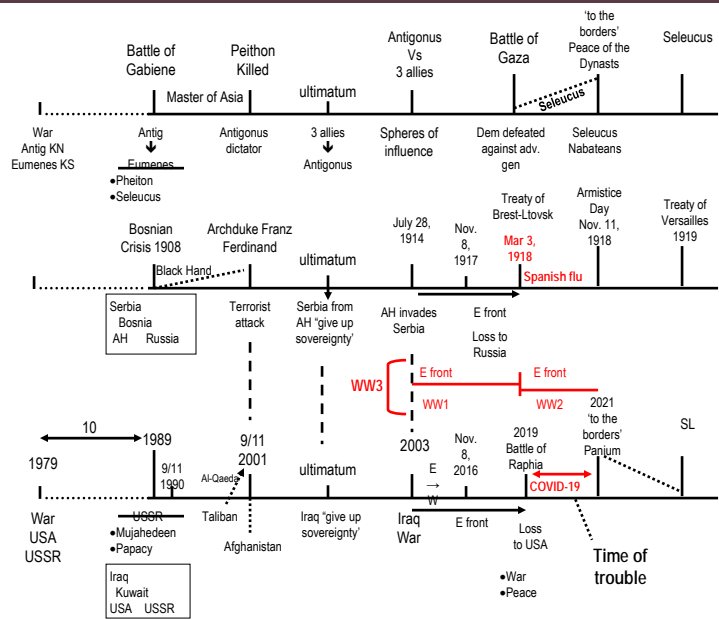 Battle of
Gabiene
Peithon
Killed
ultimatum
Antigonus
Vs
3 allies
Battle of
Gaza
‘to the
borders’
Peace of the
Dynasts
Seleucus
Master of Asia
Seleucus
War
Antig KN
Eumenes KS
Antig
Eumenes
●Pheiton
●Seleucus
Antigonus
dictator
3 allies
Antigonus
Spheres of
influence
Dem defeated
against adv.
gen
Seleucus
Nabateans
Bosnian
Crisis 1908
Archduke Franz
Ferdinand
ultimatum
July 28,
1914
Nov.
8,
1917
Treaty of
Brest-Ltovsk
Mar 3,
1918
Armistice
Day
Nov. 11,
1918
Treaty of
Versailles
1919
Black Hand
Spanish flu
Serbia
Bosnia
AH Russia
Terrorist
attack
Serbia from
AH “give up
sovereignty’
AH invades
Serbia
E front
Loss to
Russia
WW3
E front
WW1
E front
WW2
10
1979
1989
9/11
1990
9/11
2001
Al-Qaeda
ultimatum
2003
E
→
W
Nov.
8,
2016
2019
Battle of
Raphia
COVID-19
2021
‘to the
borders’
Panium
SL
War
USA
USSR
USSR
●Mujahedeen
●Papacy
Iraq
Kuwait
USA USSR
Taliban
Afghanistan
Iraq “give up
sovereignty’
Iraq
War
E front
Loss
to USA
●War
●Peace
Time of
trouble